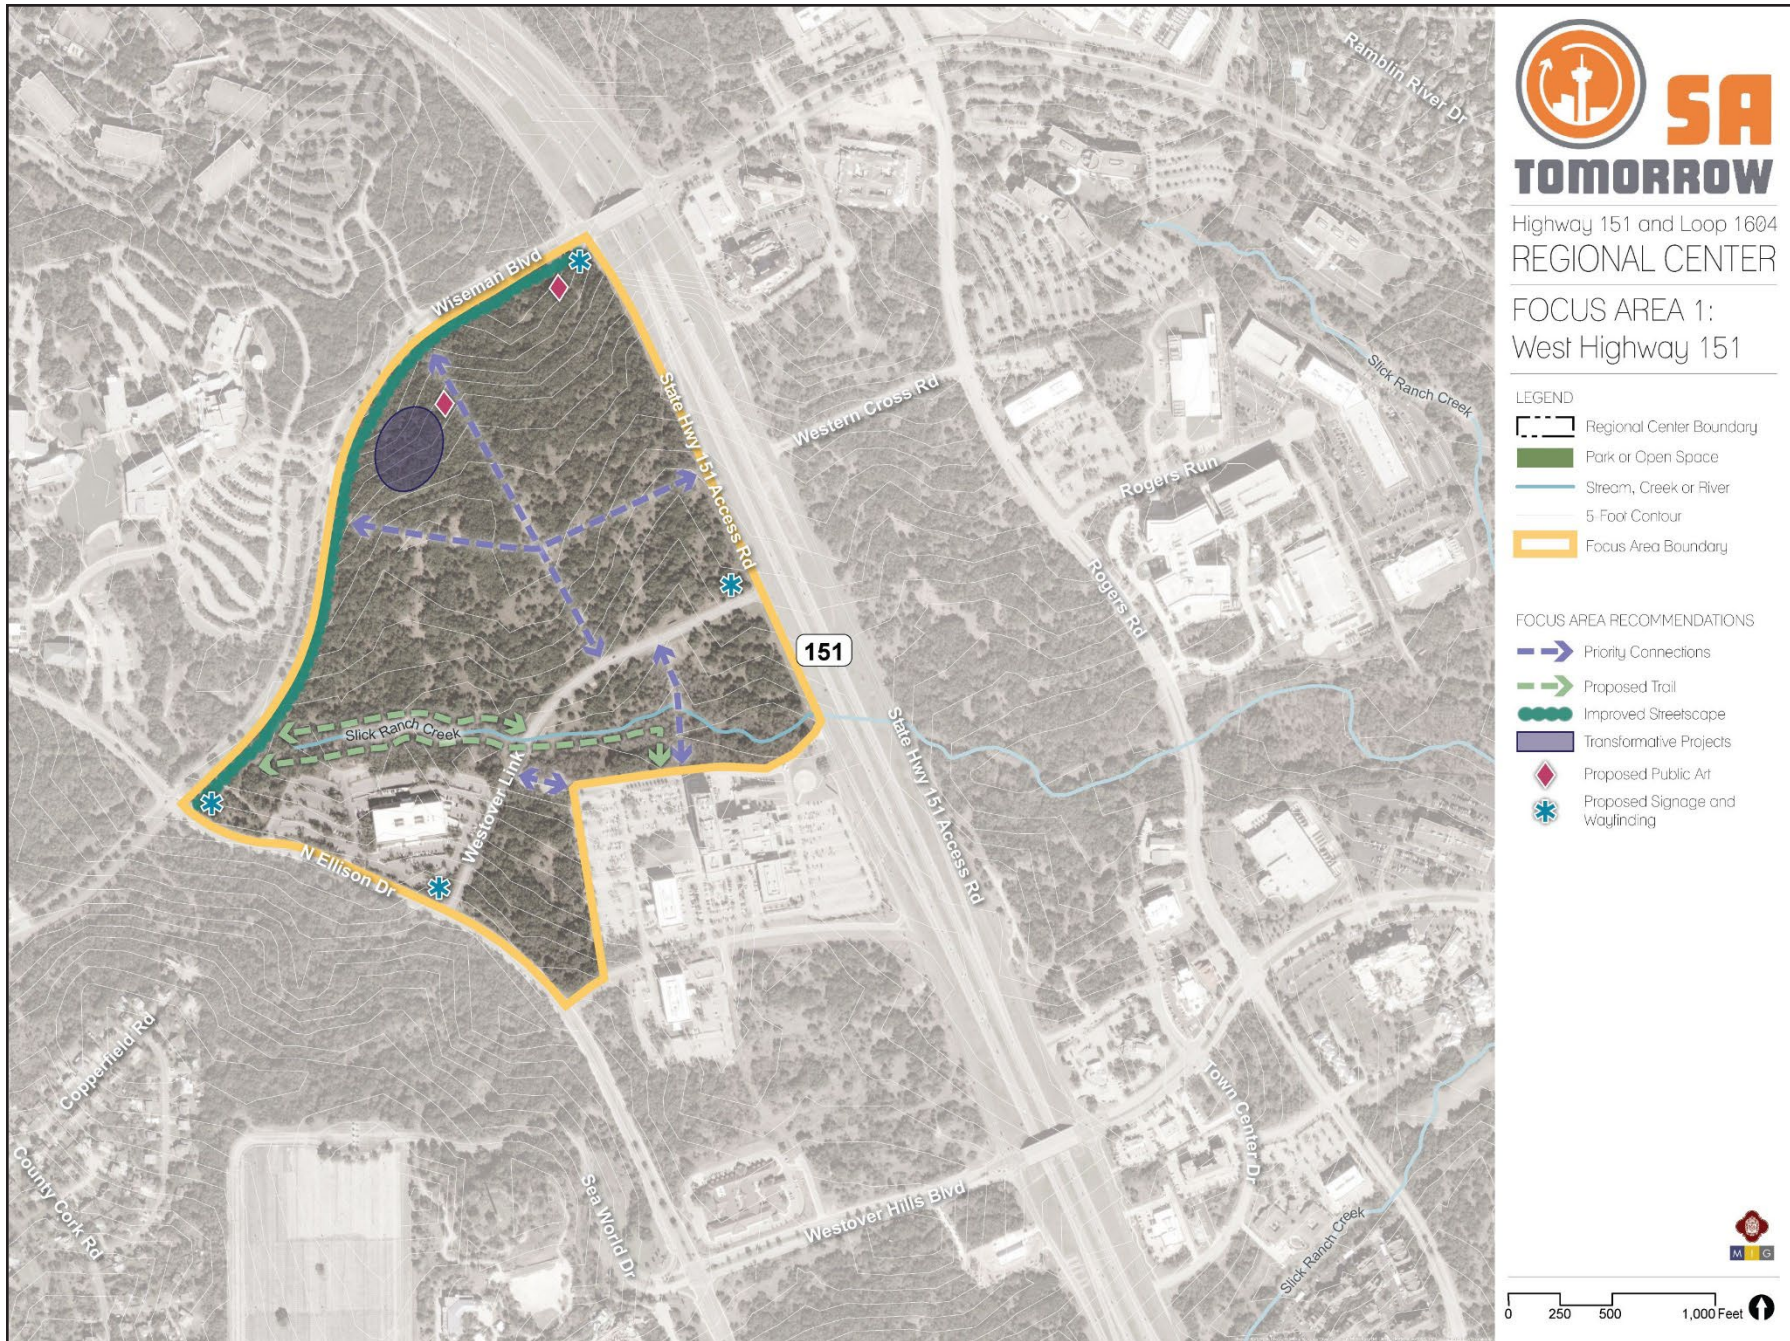 Ramblin River Dr
Wiseman Blvd
State Hwy 151 Access Rd
Western Cross Rd
Slick Ranch Creek
Rogers Run
Rogers Rd
151
Slick Ranch Creek
State Hwy 151 Access Rd
Westover Link
N Ellison Dr
Copperfield Rd
County Cork Rd
Sea World Dr
Town Center Dr
Westover Hills Blvd
Slick Ranch Creek
SA
TOMORROW
Highway 151 and Loop 1604
REGIONAL CENTER
FOCUS AREA 1:
West Highway 151
LEGEND
Regional Center Boundary
Park or Open Space
Stream, Creek or River
5-Foot Contour
Focus Area Boundary
FOCUS AREA RECOMMENDATIONS
Priority Connections
Proposed Trail
Improved Streetscape
Transformative Projects
Proposed Public Art
Proposed Signage and
Wayfinding
M I G
0 250 500 1,000 Feet